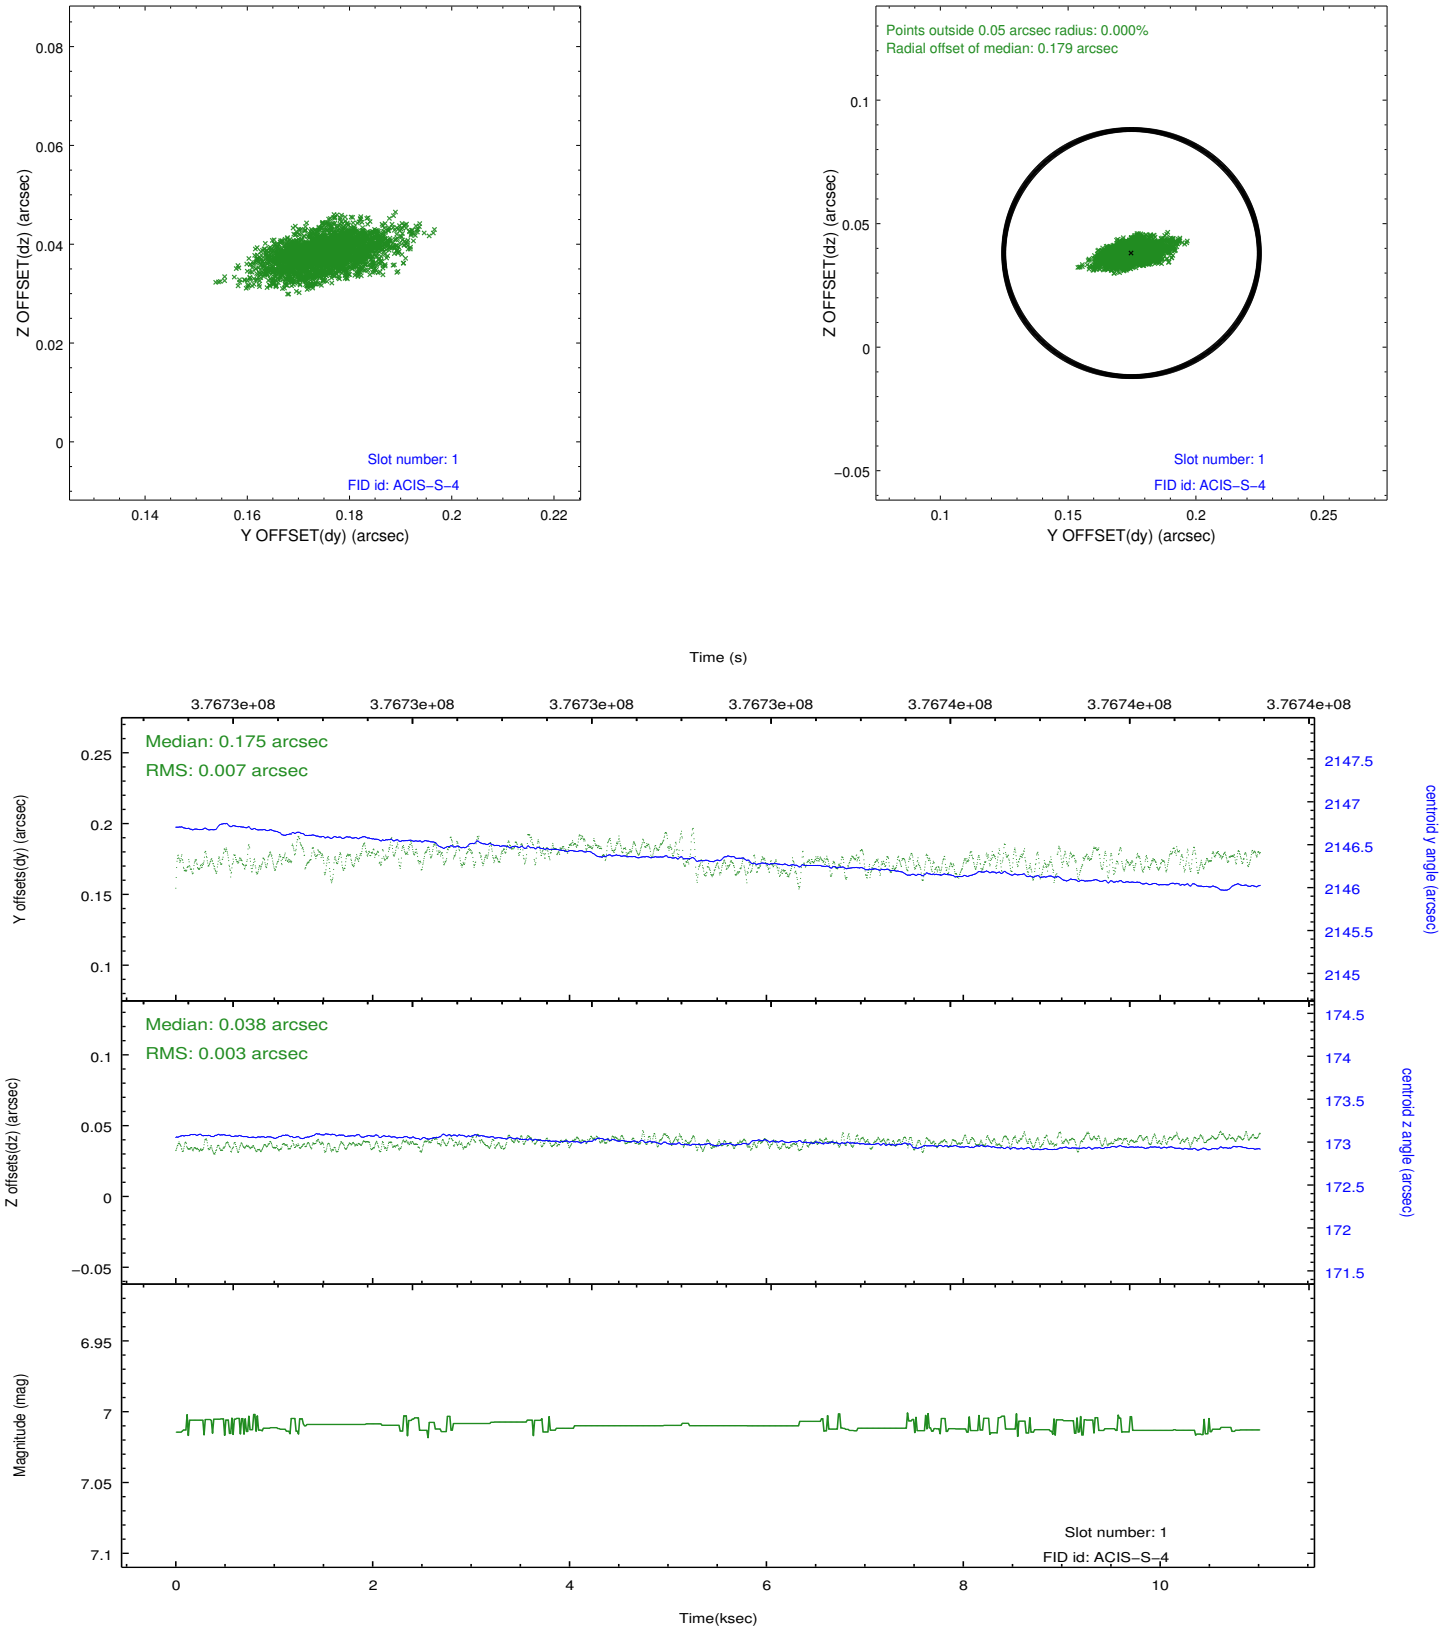 0.08
0.06
0.04
0.02
0
Z OFFSET(dz) (arcsec)
Slot number: 1
FID id: ACIS−S−4
0.14 0.16 0.18 0.2 0.22
Y OFFSET(dy) (arcsec)
Points outside 0.05 arcsec radius: 0.000%
Radial offset of median: 0.179 arcsec
0.1
0.05
0
−0.05
Z OFFSET(dz) (arcsec)
Slot number: 1
FID id: ACIS−S−4
0.1 0.15 0.2 0.25
Y OFFSET(dy) (arcsec)
Time (s)
3.7673e+08 3.7673e+08 3.7673e+08 3.7673e+08 3.7674e+08 3.7674e+08 3.7674e+08
Median: 0.175 arcsec
RMS: 0.007 arcsec
0.25
0.2
0.15
0.1
Y offsets(dy) (arcsec)
2147.5
2147
2146.5
2146
2145.5
2145
centroid y angle (arcsec)
Median: 0.038 arcsec
RMS: 0.003 arcsec
0.1
0.05
0
−0.05
Z offsets(dz) (arcsec)
174.5
174
173.5
173
172.5
172
171.5
centroid z angle (arcsec)
6.95
7
7.05
7.1
Magnitude (mag)
Slot number: 1
FID id: ACIS−S−4
0 2 4 6 8 10
Time(ksec)